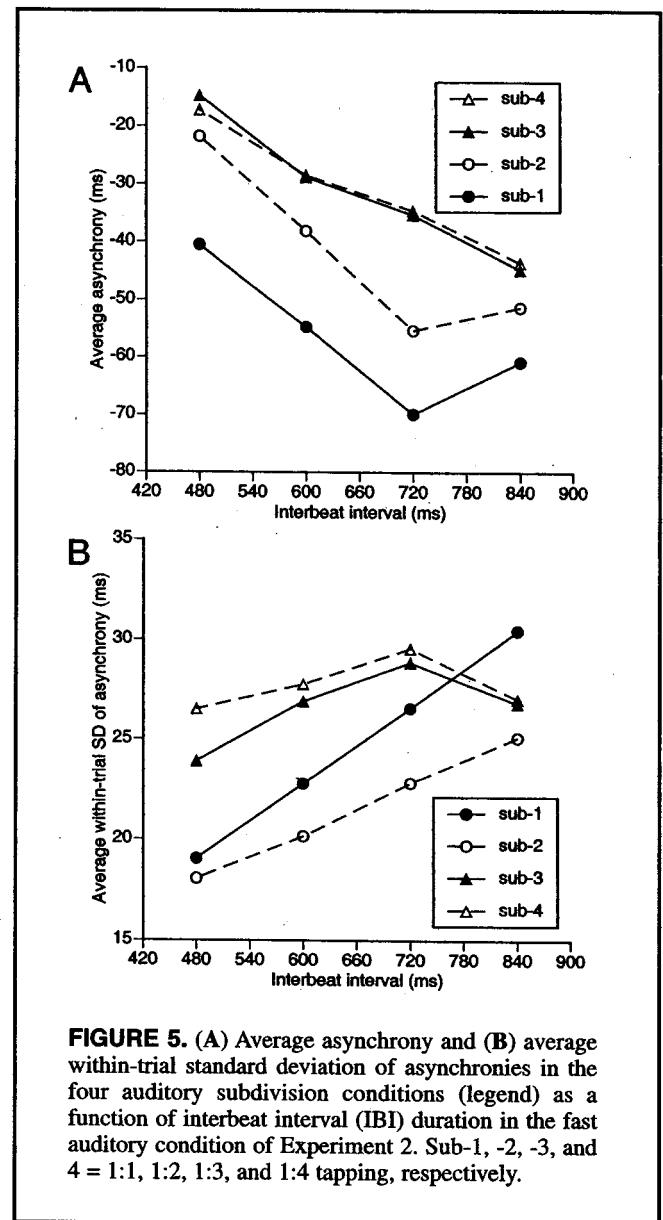 A
-10
-20
-30
-40
-50
-60
-70
-80
Average asynchrony (ms)
sub-4
sub-3
sub-2
sub-1
420 480 540 600 660 720 780 840 900
Interbeat interval (ms)
B
35
30
25
20
15
Average within-trial SD of asynchrony (ms)
sub-1
sub-2
sub-3
sub-4
420 480 540 600 660 720 780 840 900
Interbeat interval (ms)
FIGURE 5. (A) Average asynchrony and (B) average
within-trial standard deviation of asynchronies in the
four auditory subdivision conditions (legend) as a
function of interbeat interval (IBI) duration in the fast
auditory condition of Experiment 2. Sub-1, -2, -3, and
4 = 1:1, 1:2, 1:3, and 1:4 tapping, respectively.